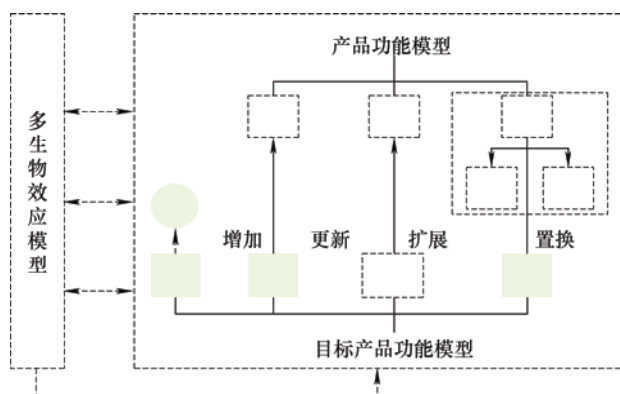 产品功能模型
多生物效应模型
增加
更新
扩展
置换
目标产品功能模型